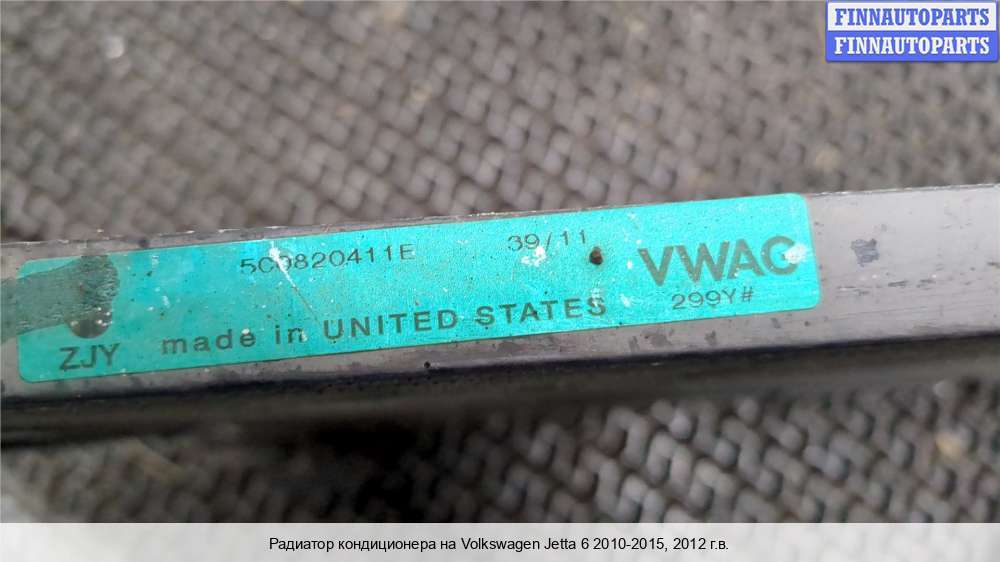 FINNAUTOPARTS
FINNAUTOPARTS
5C0820411E 39/11 VWAG
299Y#
ZJY made in UNITED STATES
Радиатор кондиционера на Volkswagen Jetta 6 2010-2015, 2012 г.в.